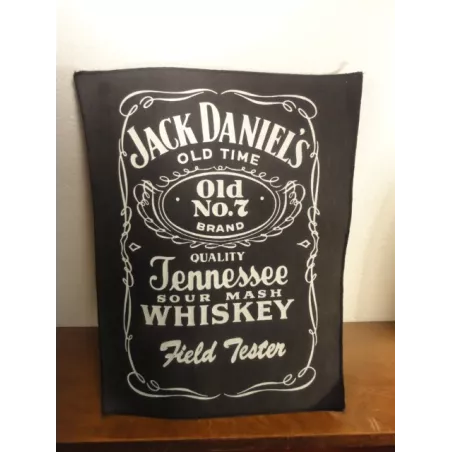 JACK DANIEL'S
OLD TIME
Old
· No.7 ·
BRAND
QUALITY
Tennessee
SOUR MASH
WHISKEY
Field Tester